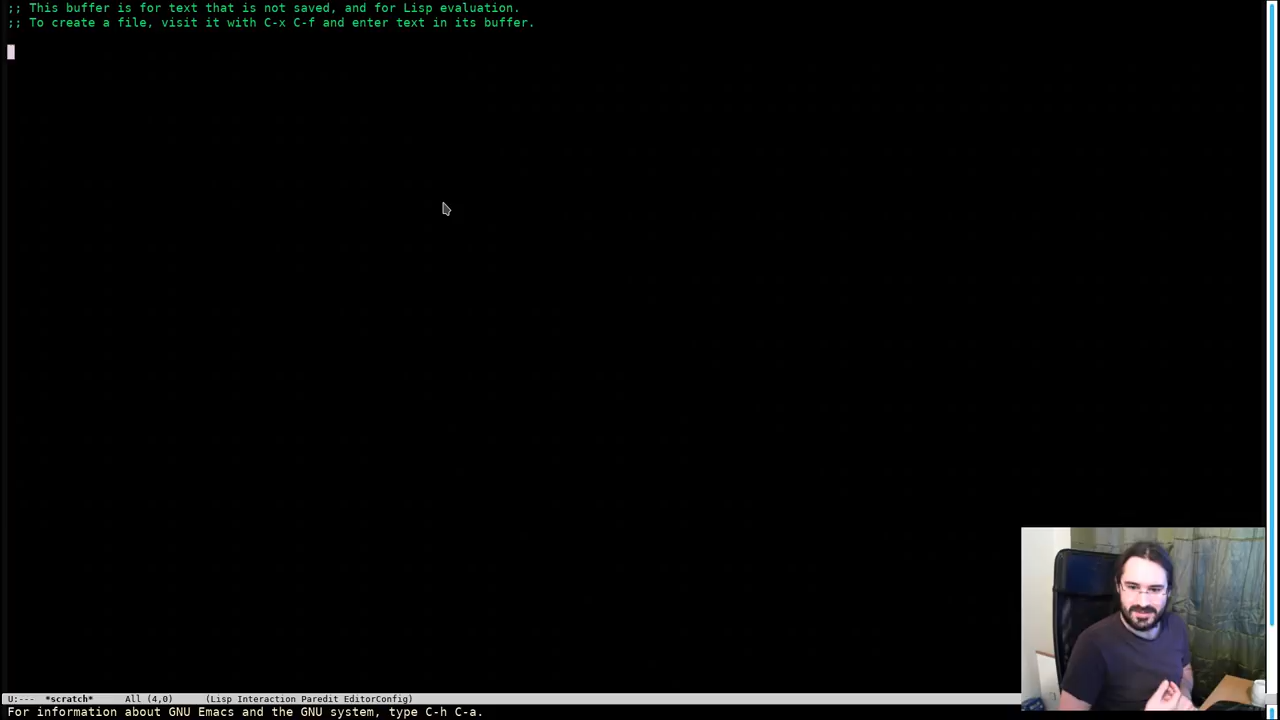 ;; This buffer is for text that is not saved, and for Lisp evaluation.
;; To create a file, visit it with C-x C-f and enter text in its buffer.
U:---  *scratch*      All (4,0)      (Lisp Interaction Paredit EditorConfig)
For information about GNU Emacs and the GNU system, type C-h C-a.